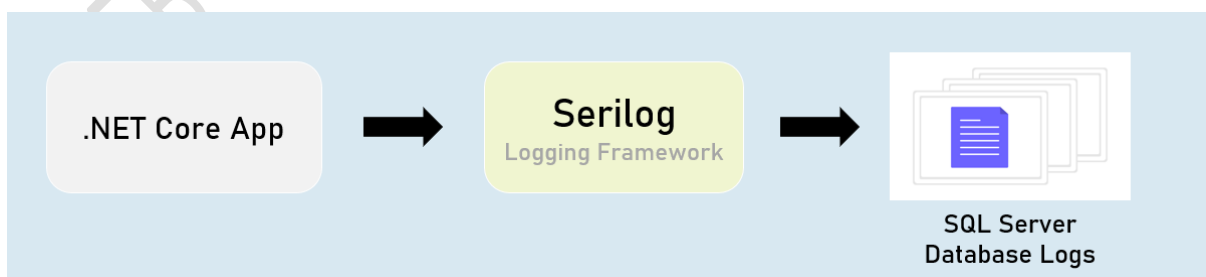 .NET Core App
Serilog
Logging Framework
SQL Server
Database Logs